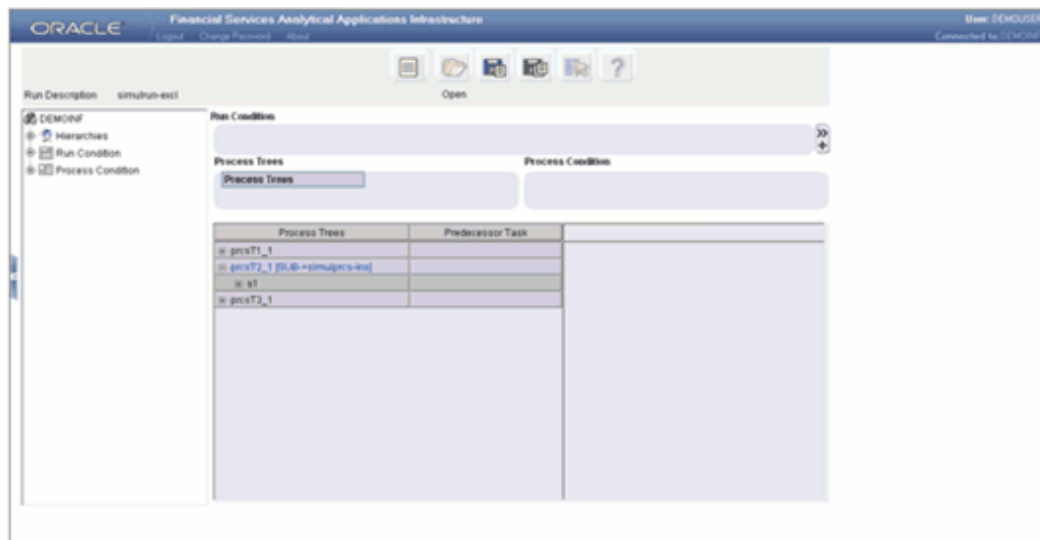 ORACLE
Financial Services Analytical Applications Infrastructure
User: DEMOUSER
Logout Change Password About
Connected to: DEMOINF
Open
Run Description simulrun-excl
DEMOINF
Hierarchies
Run Condition
Process Condition
Run Condition
Process Trees Process Condition
Process Trees
Process Trees Predecessor Task
prcsT1_1
prcsT2_1 [SUB->simulprcs-ins]
s1
prcsT3_1